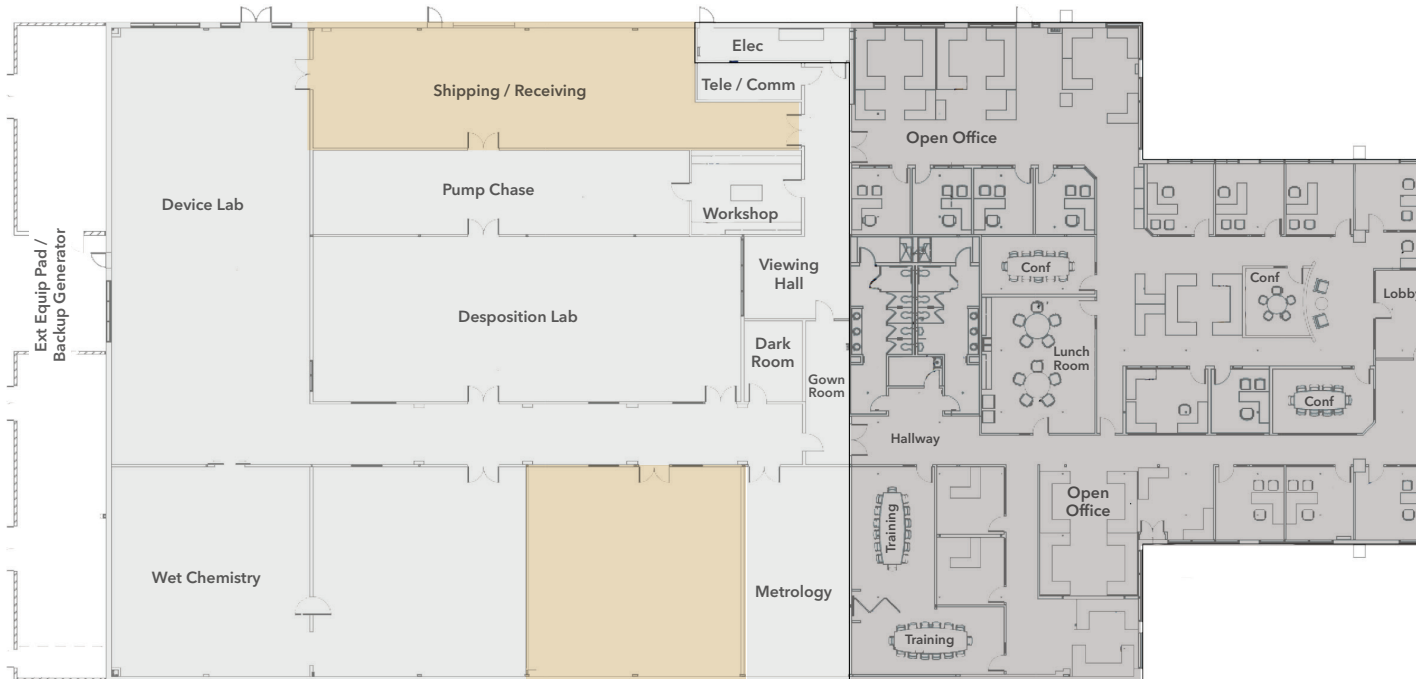 Elec
Tele / Comm
Shipping / Receiving
Open Office
Pump Chase
Device Lab
Workshop
Ext Equip Pad /
Backup Generator
Viewing
Hall
Conf
Conf
Lobby
Desposition Lab
Dark
Room
Lunch
Room
Gown
Room
Conf
Hallway
Open
Office
Training
Wet Chemistry
Metrology
Training